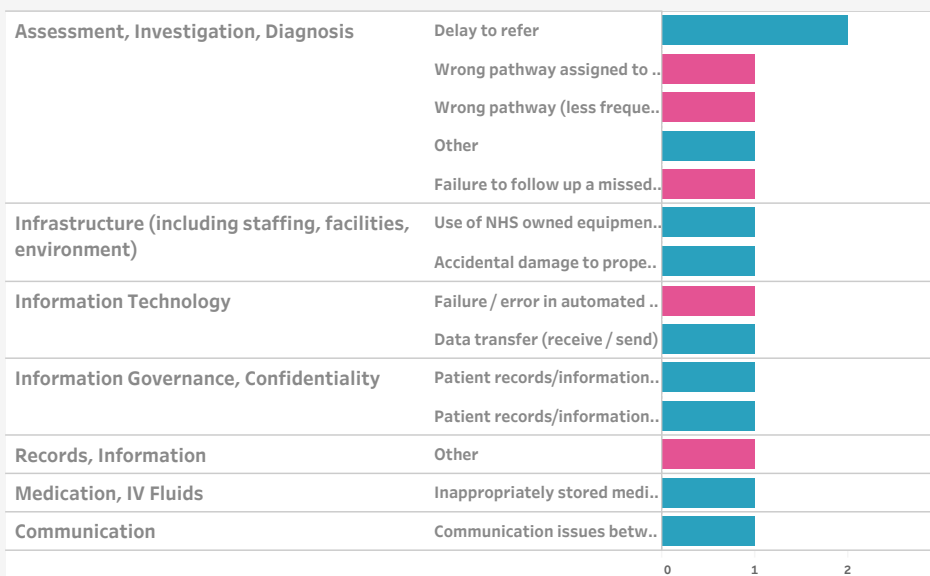 Assessment, Investigation, Diagnosis
Delay to refer
Wrong pathway assigned to ..
Wrong pathway (less freque..
Other
Failure to follow up a missed..
Infrastructure (including staffing, facilities,
environment)
Use of NHS owned equipmen..
Accidental damage to prope..
Information Technology
Failure / error in automated ..
Data transfer (receive / send)
Information Governance, Confidentiality
Patient records/information..
Patient records/information..
Records, Information
Other
Medication, IV Fluids
Inappropriately stored medi..
Communication
Communication issues betw..
0 1 2